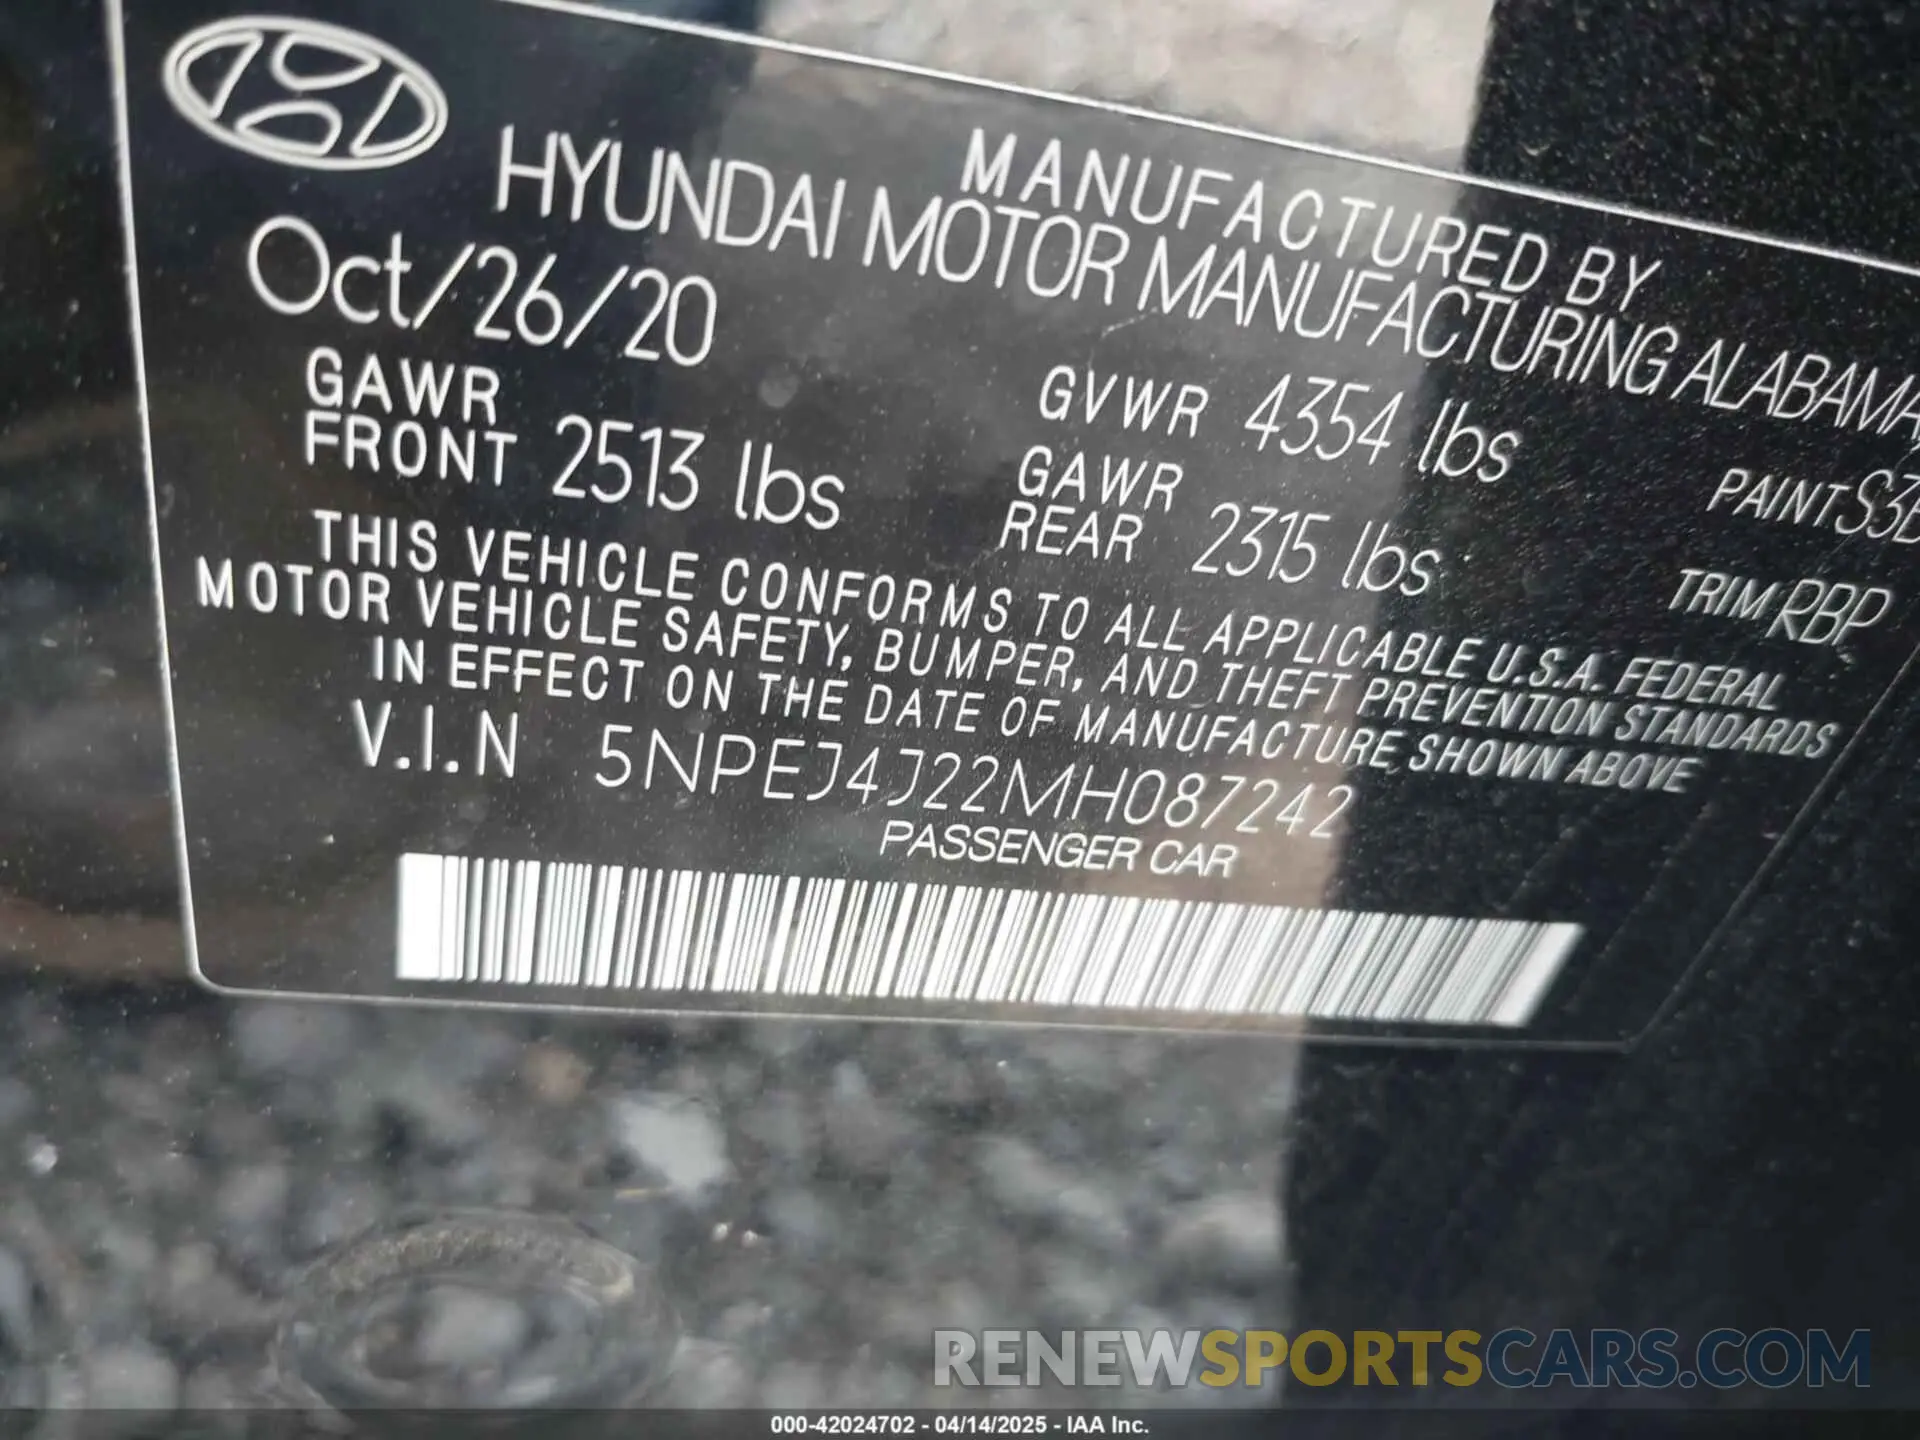 MANUFACTURED BY
HYUNDAI MOTOR MANUFACTURING ALABAMA,
Oct/26/20
GVWR 4354 lbs
GAWR FRONT 2513 lbs
GAWR REAR 2315 lbs
PAINT
TRIM RBP
THIS VEHICLE CONFORMS TO ALL APPLICABLE U.S.A. FEDERAL
MOTOR VEHICLE SAFETY, BUMPER, AND THEFT PREVENTION STANDARDS
IN EFFECT ON THE DATE OF MANUFACTURE SHOWN ABOVE
V.I.N 5NPEJ4J22MH087242
PASSENGER CAR
RENEWSPORTSCARS.COM
000-42024702 - 04/14/2025 - IAA Inc.